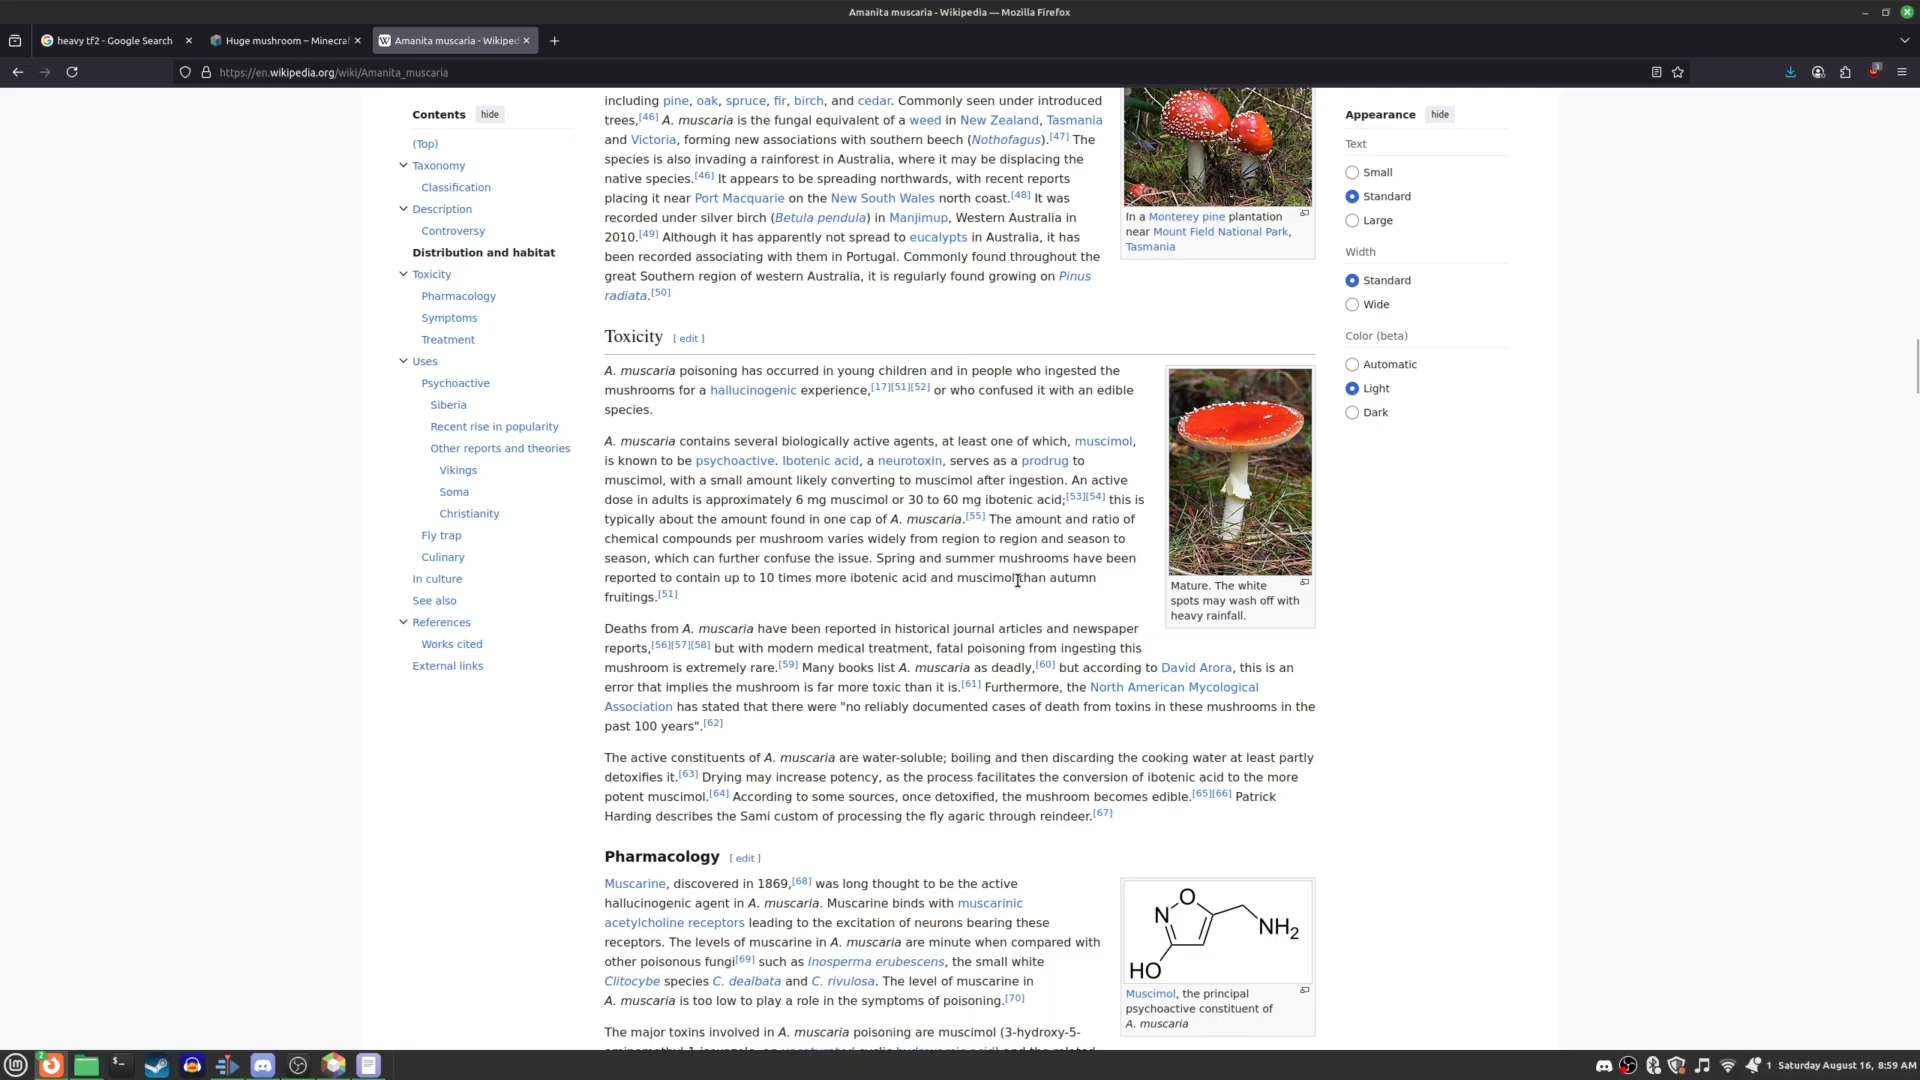 Amanita muscaria - Wikipedia — Mozilla Firefox
heavy tf2 - Google Search
Huge mushroom – Minecraf
Amanita muscaria - Wikiped
https://en.wikipedia.org/wiki/Amanita_muscaria
3
Contents hide
(Top)
Taxonomy
Classification
Description
Controversy
Distribution and habitat
Toxicity
Pharmacology
Symptoms
Treatment
Uses
Psychoactive
Siberia
Recent rise in popularity
Other reports and theories
Vikings
Soma
Christianity
Fly trap
Culinary
In culture
See also
References
Works cited
External links
including pine, oak, spruce, fir, birch, and cedar. Commonly seen under introduced
trees,[46] A. muscaria is the fungal equivalent of a weed in New Zealand, Tasmania
and Victoria, forming new associations with southern beech (Nothofagus).[47] The
species is also invading a rainforest in Australia, where it may be displacing the
native species.[46] It appears to be spreading northwards, with recent reports
placing it near Port Macquarie on the New South Wales north coast.[48] It was
recorded under silver birch (Betula pendula) in Manjimup, Western Australia in
2010.[49] Although it has apparently not spread to eucalypts in Australia, it has
been recorded associating with them in Portugal. Commonly found throughout the
great Southern region of western Australia, it is regularly found growing on Pinus
radiata.[50]
In a Monterey pine plantation
near Mount Field National Park,
Tasmania
Toxicity [ edit ]
A. muscaria poisoning has occurred in young children and in people who ingested the
mushrooms for a hallucinogenic experience,[17][51][52] or who confused it with an edible
species.
A. muscaria contains several biologically active agents, at least one of which, muscimol,
is known to be psychoactive. Ibotenic acid, a neurotoxin, serves as a prodrug to
muscimol, with a small amount likely converting to muscimol after ingestion. An active
dose in adults is approximately 6 mg muscimol or 30 to 60 mg ibotenic acid;[53][54] this is
typically about the amount found in one cap of A. muscaria.[55] The amount and ratio of
chemical compounds per mushroom varies widely from region to region and season to
season, which can further confuse the issue. Spring and summer mushrooms have been
reported to contain up to 10 times more ibotenic acid and muscimol than autumn
fruitings.[51]
Mature. The white
spots may wash off with
heavy rainfall.
Deaths from A. muscaria have been reported in historical journal articles and newspaper
reports,[56][57][58] but with modern medical treatment, fatal poisoning from ingesting this
mushroom is extremely rare.[59] Many books list A. muscaria as deadly,[60] but according to David Arora, this is an
error that implies the mushroom is far more toxic than it is.[61] Furthermore, the North American Mycological
Association has stated that there were "no reliably documented cases of death from toxins in these mushrooms in the
past 100 years".[62]
The active constituents of A. muscaria are water-soluble; boiling and then discarding the cooking water at least partly
detoxifies it.[63] Drying may increase potency, as the process facilitates the conversion of ibotenic acid to the more
potent muscimol.[64] According to some sources, once detoxified, the mushroom becomes edible.[65][66] Patrick
Harding describes the Sami custom of processing the fly agaric through reindeer.[67]
Pharmacology [ edit ]
Muscarine, discovered in 1869,[68] was long thought to be the active
hallucinogenic agent in A. muscaria. Muscarine binds with muscarinic
acetylcholine receptors leading to the excitation of neurons bearing these
receptors. The levels of muscarine in A. muscaria are minute when compared with
other poisonous fungi[69] such as Inosperma erubescens, the small white
Clitocybe species C. dealbata and C. rivulosa. The level of muscarine in
A. muscaria is too low to play a role in the symptoms of poisoning.[70]
The major toxins involved in A. muscaria poisoning are muscimol (3-hydroxy-5-
O
N
NH2
HO
Muscimol, the principal
psychoactive constituent of
A. muscaria
Appearance hide
Text
Small
Standard
Large
Width
Standard
Wide
Color (beta)
Automatic
Light
Dark
2
1 Saturday August 16, 8:59 AM